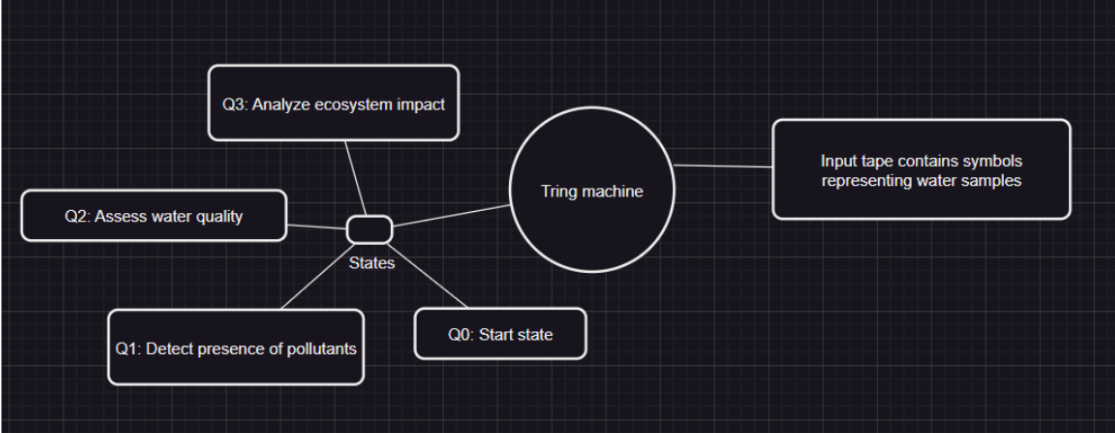 Q3: Analyze ecosystem impact
Input tape contains symbols
representing water samples
Tring machine
Q2: Assess water quality
States
Q0: Start state
Q1: Detect presence of pollutants